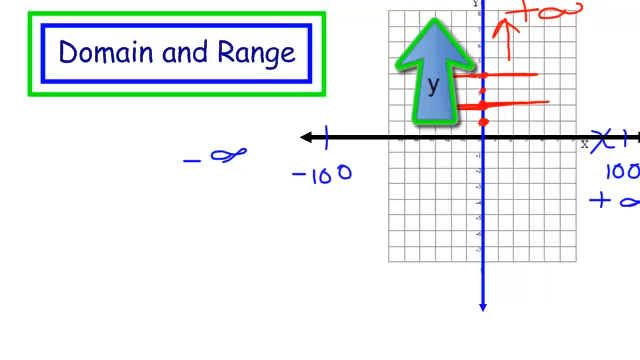 Domain and Range
Y
+∞
y
X
x
-∞
-100
100
+∞